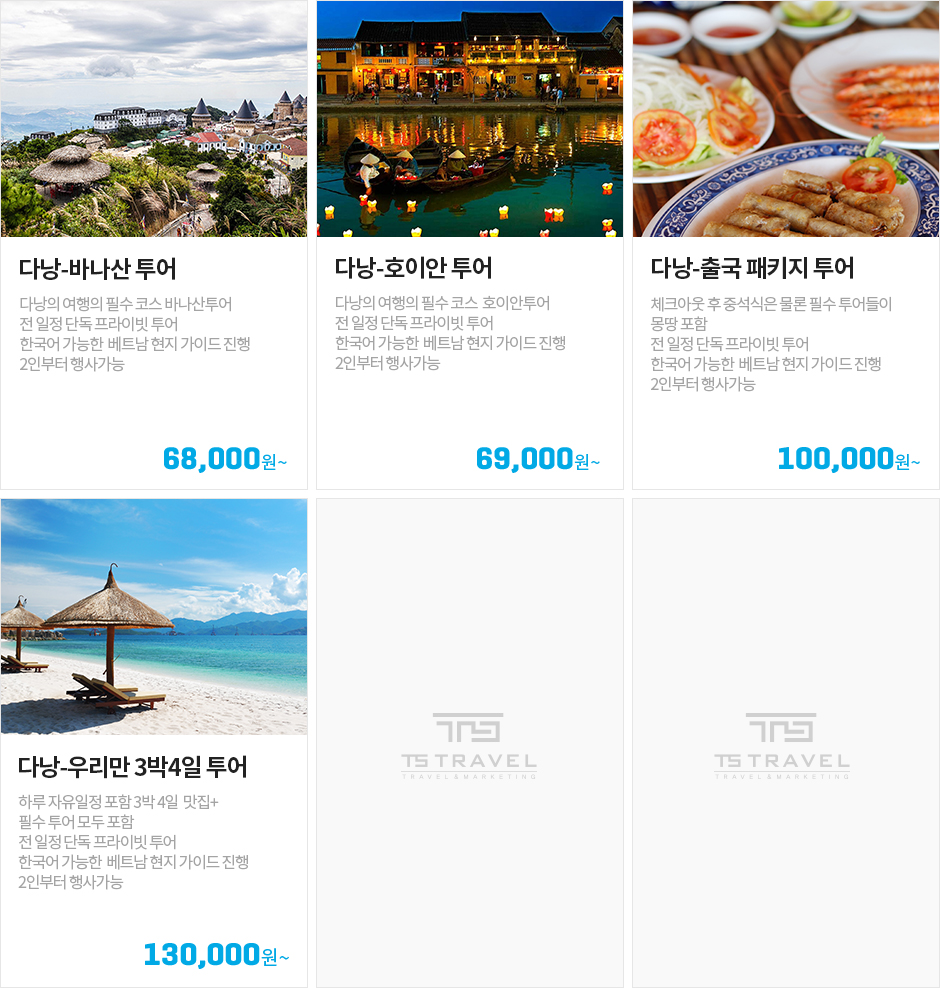 다낭-바나산 투어
다낭의 여행의 필수 코스 바나산투어
전 일정 단독 프라이빗 투어
한국어 가능한 베트남 현지 가이드 진행
2인부터 행사가능
68,000원~
다낭-호이안 투어
다낭의 여행의 필수 코스 호이안투어
전 일정 단독 프라이빗 투어
한국어 가능한 베트남 현지 가이드 진행
2인부터 행사가능
69,000원~
다낭-출국 패키지 투어
체크아웃 후 중석식은 물론 필수 투어들이
몽땅 포함
전 일정 단독 프라이빗 투어
한국어 가능한 베트남 현지 가이드 진행
2인부터 행사가능
100,000원~
다낭-우리만 3박4일 투어
하루 자유일정 포함 3박 4일 맛집+
필수 투어 모두 포함
전 일정 단독 프라이빗 투어
한국어 가능한 베트남 현지 가이드 진행
2인부터 행사가능
130,000원~
TS
TS TRAVEL
TRAVEL & MARKETING
TS
TS TRAVEL
TRAVEL & MARKETING